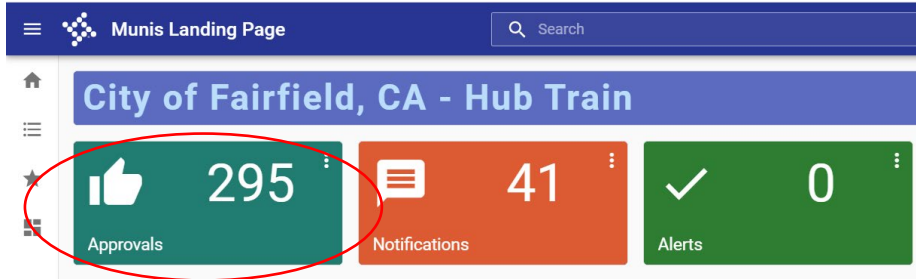 Munis Landing Page
Search
City of Fairfield, CA - Hub Train
295
41
0
Approvals
Notifications
Alerts